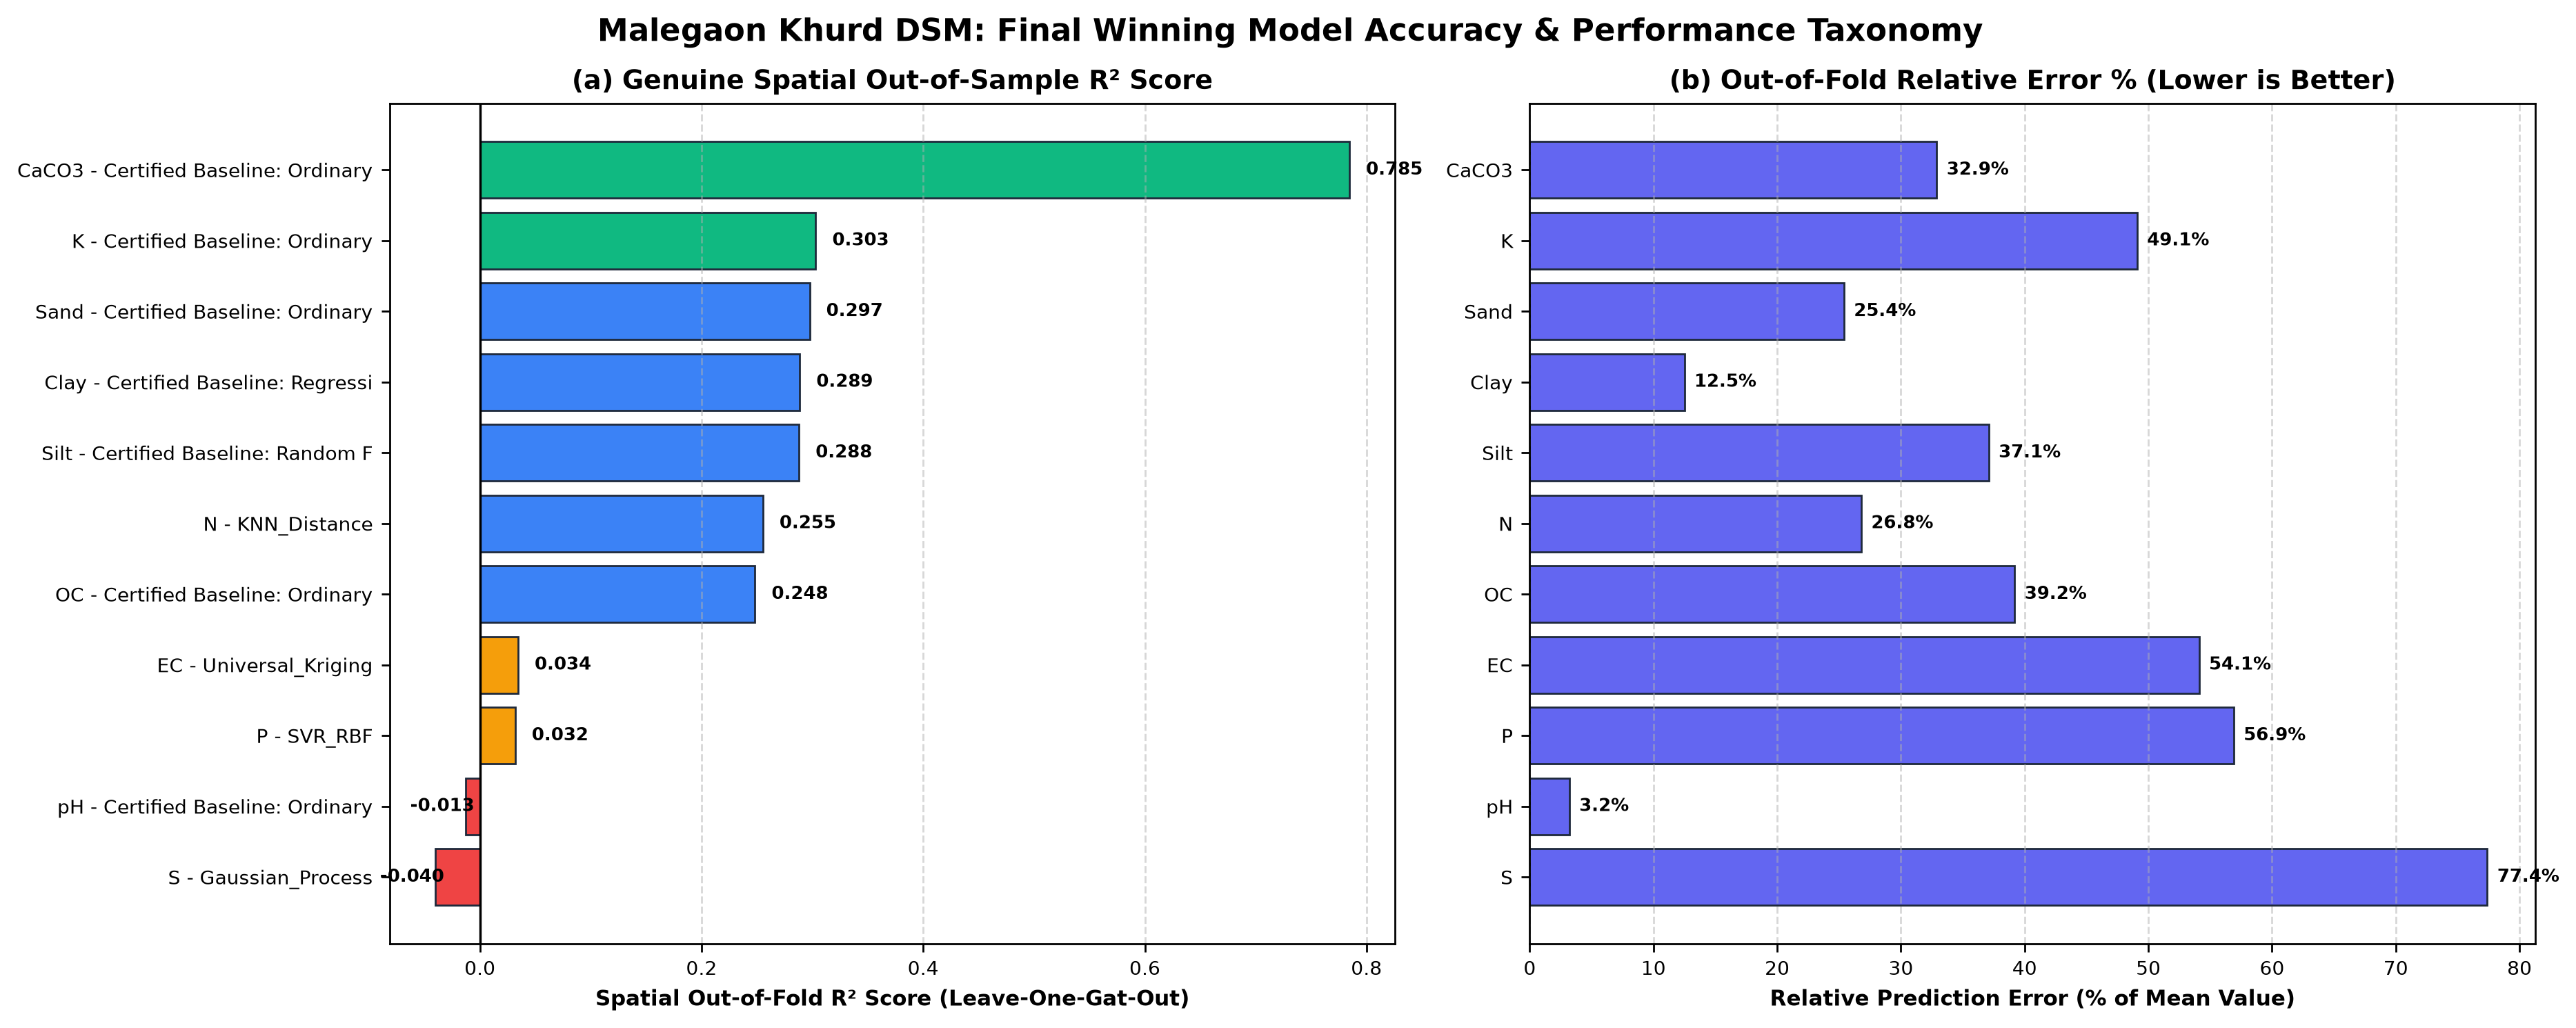 Malegaon Khurd DSM: Final Winning Model Accuracy & Performance Taxonomy
(a) Genuine Spatial Out-of-Sample R² Score
CaCO3 - Certified Baseline: Ordinary
0.785
K - Certified Baseline: Ordinary
0.303
Sand - Certified Baseline: Ordinary
0.297
Clay - Certified Baseline: Regressi
0.289
Silt - Certified Baseline: Random F
0.288
N - KNN_Distance
0.255
OC - Certified Baseline: Ordinary
0.248
EC - Universal_Kriging
0.034
P - SVR_RBF
0.032
pH - Certified Baseline: Ordinary
-0.013
S - Gaussian_Process
-0.040
0.0 0.2 0.4 0.6 0.8
Spatial Out-of-Fold R² Score (Leave-One-Gat-Out)
(b) Out-of-Fold Relative Error % (Lower is Better)
CaCO3
32.9%
K
49.1%
Sand
25.4%
Clay
12.5%
Silt
37.1%
N
26.8%
OC
39.2%
EC
54.1%
P
56.9%
pH
3.2%
S
77.4%
0 10 20 30 40 50 60 70 80
Relative Prediction Error (% of Mean Value)